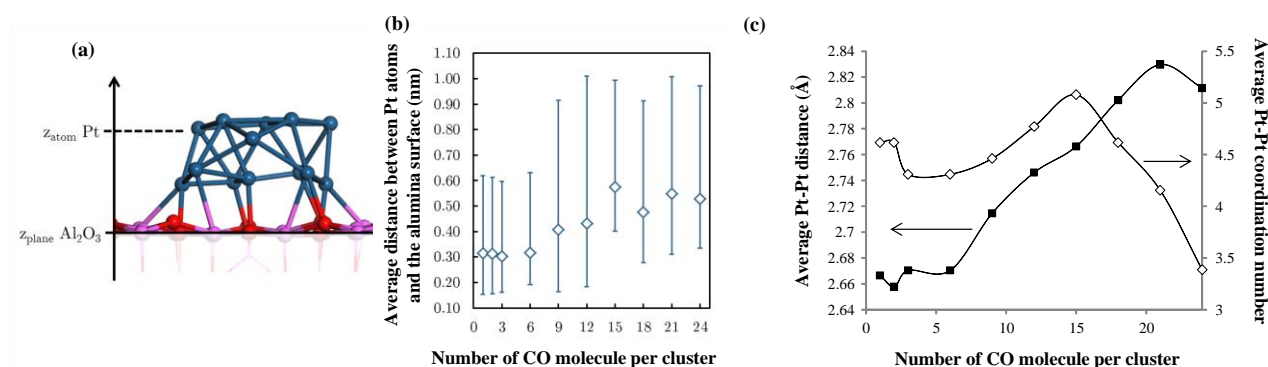 (a)
z_atom Pt
z_plane Al₂O₃
(b)
Average distance between Pt atoms
and the alumina surface (nm)
1.10
1.00
0.90
0.80
0.70
0.60
0.50
0.40
0.30
0.20
0.10
0 3 6 9 12 15 18 21 24
Number of CO molecule per cluster
(c)
Average Pt-Pt distance (Å)
2.84
2.82
2.8
2.78
2.76
2.74
2.72
2.7
2.68
2.66
2.64
0 5 10 15 20
5.5
5
4.5
4
3.5
3
Average Pt-Pt coordination number
Number of CO molecule per cluster